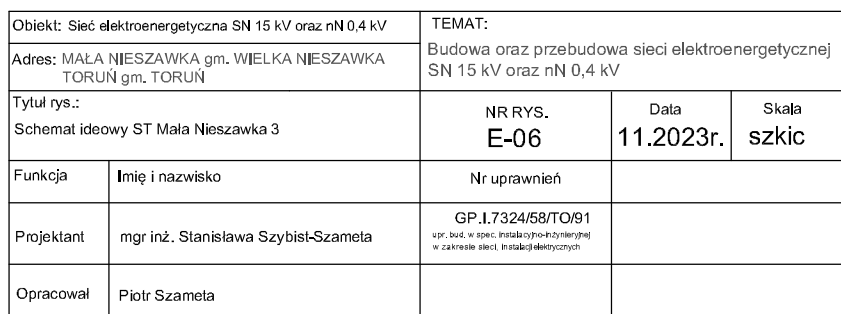 Obiekt: Sieć elektroenergetyczna SN 15 kV oraz nN 0,4 kV
TEMAT:
Budowa oraz przebudowa sieci elektroenergetycznej
SN 15 kV oraz nN 0,4 kV
Adres: MAŁA NIESZAWKA gm. WIELKA NIESZAWKA
TORUŃ gm. TORUŃ
Tytuł rys.:
Schemat ideowy ST Mała Nieszawka 3
NR RYS.
E-06
Data
11.2023r.
Skala
szkic
Funkcja
Imię i nazwisko
Nr uprawnień
Projektant
mgr inż. Stanisława Szybist-Szameta
GP.I.7324/58/TO/91
upr. bud. w spec. instalacyjno-inżynieryjnej
w zakresie sieci, instalacji elektrycznych
Opracował
Piotr Szameta